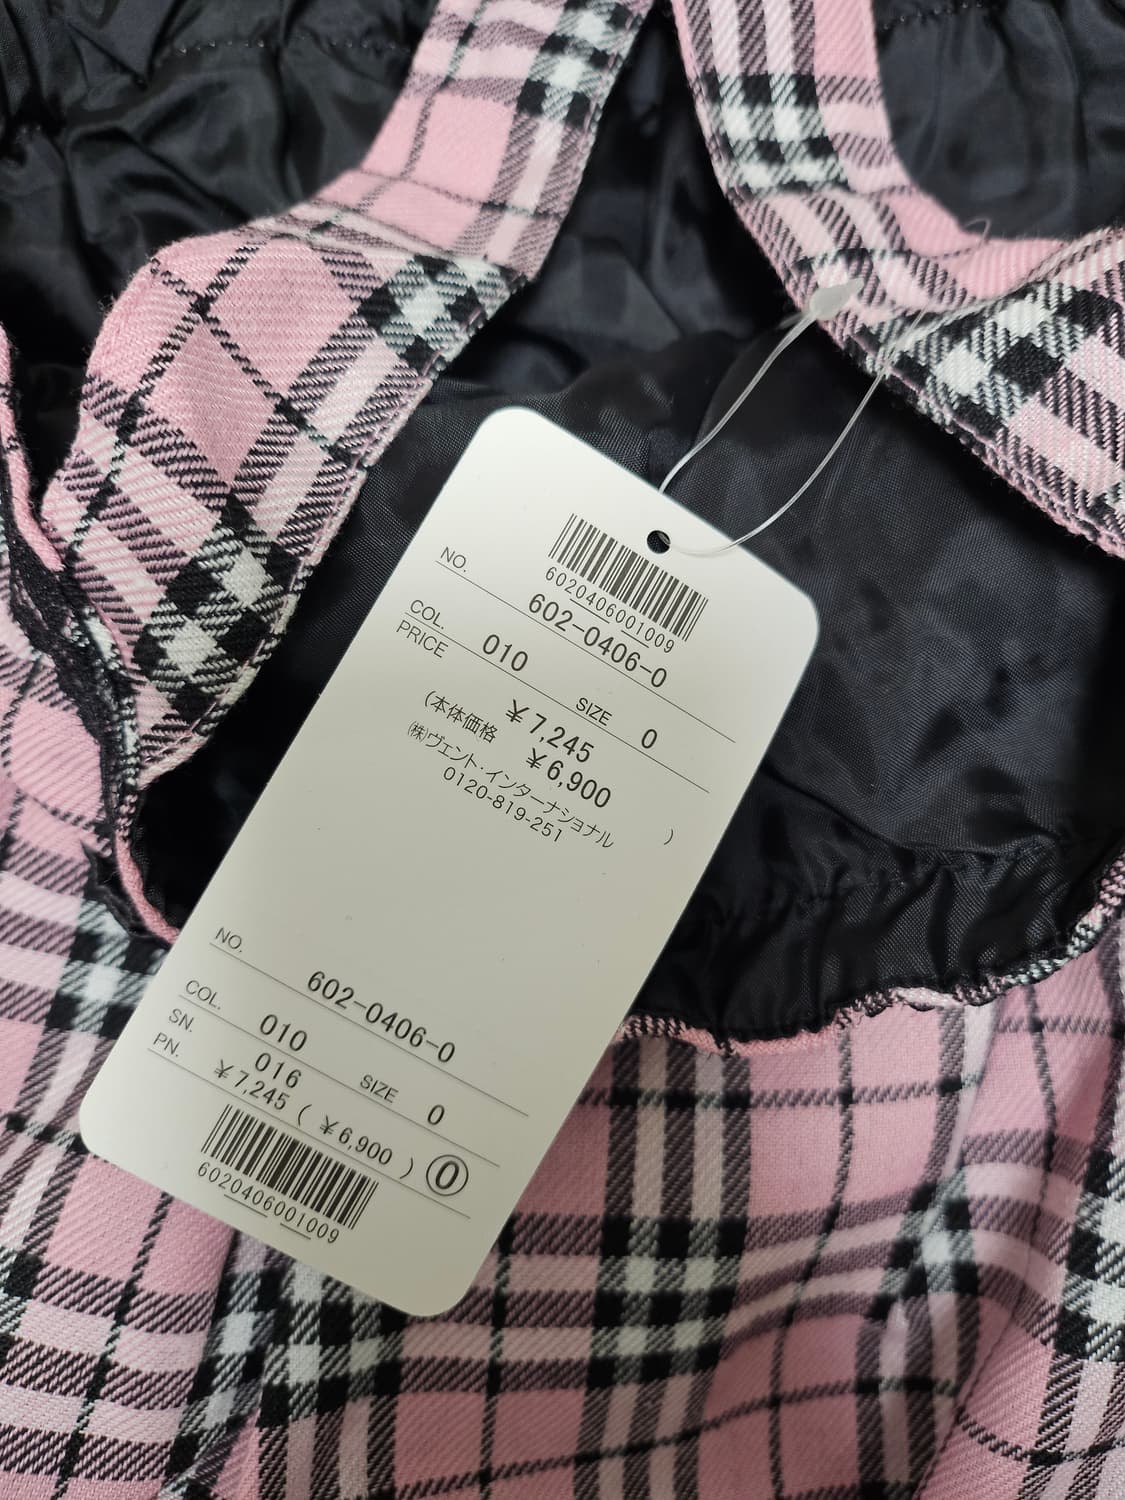 6020406001009
NO. 602-0406-0
COL. 010 SIZE 0
PRICE ¥7,245
(本体価格 ¥6,900)
㈱ヴェント・インターナショナル
0120-819-251
NO. 602-0406-0
COL. 010 SIZE 0
SN. 016
PN. ¥7,245(¥6,900) 0
6020406001009